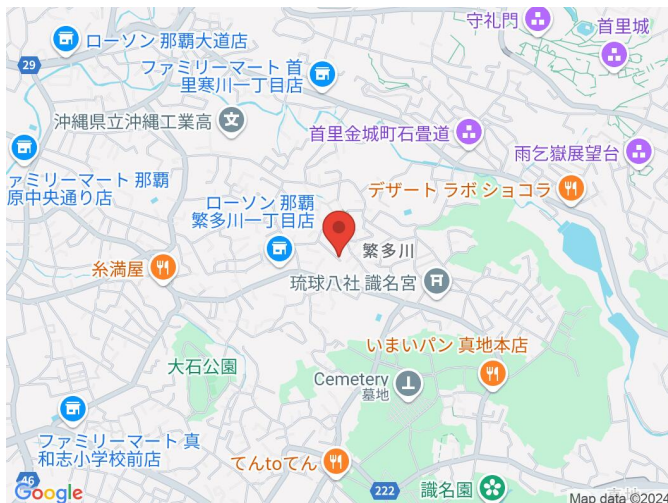 守礼門
首里城
ローソン 那覇大道店
29
ファミリーマート 首
里寒川一丁目店
沖縄県立沖縄工業高
首里金城町石畳道
雨乞嶽展望台
ァミリーマート 那覇
原中央通り店
デザート ラボ ショコラ
ローソン 那覇
繁多川一丁目店
繁多川
糸満屋
琉球八社 識名宮
いまいパン 真地本店
大石公園
Cemetery
墓地
ファミリーマート 真
和志小学校前店
てんtoてん
46
222
識名園
Google
Map data ©2024